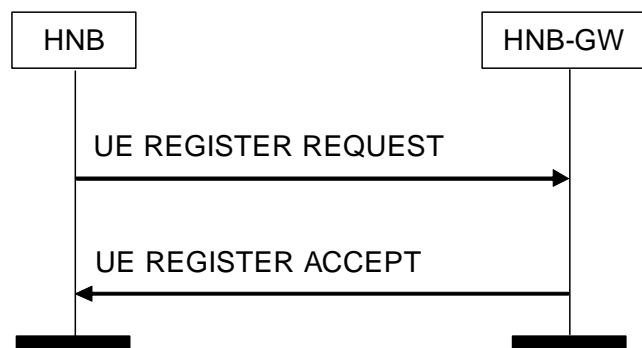 HNB
HNB-GW
UE REGISTER REQUEST
UE REGISTER ACCEPT